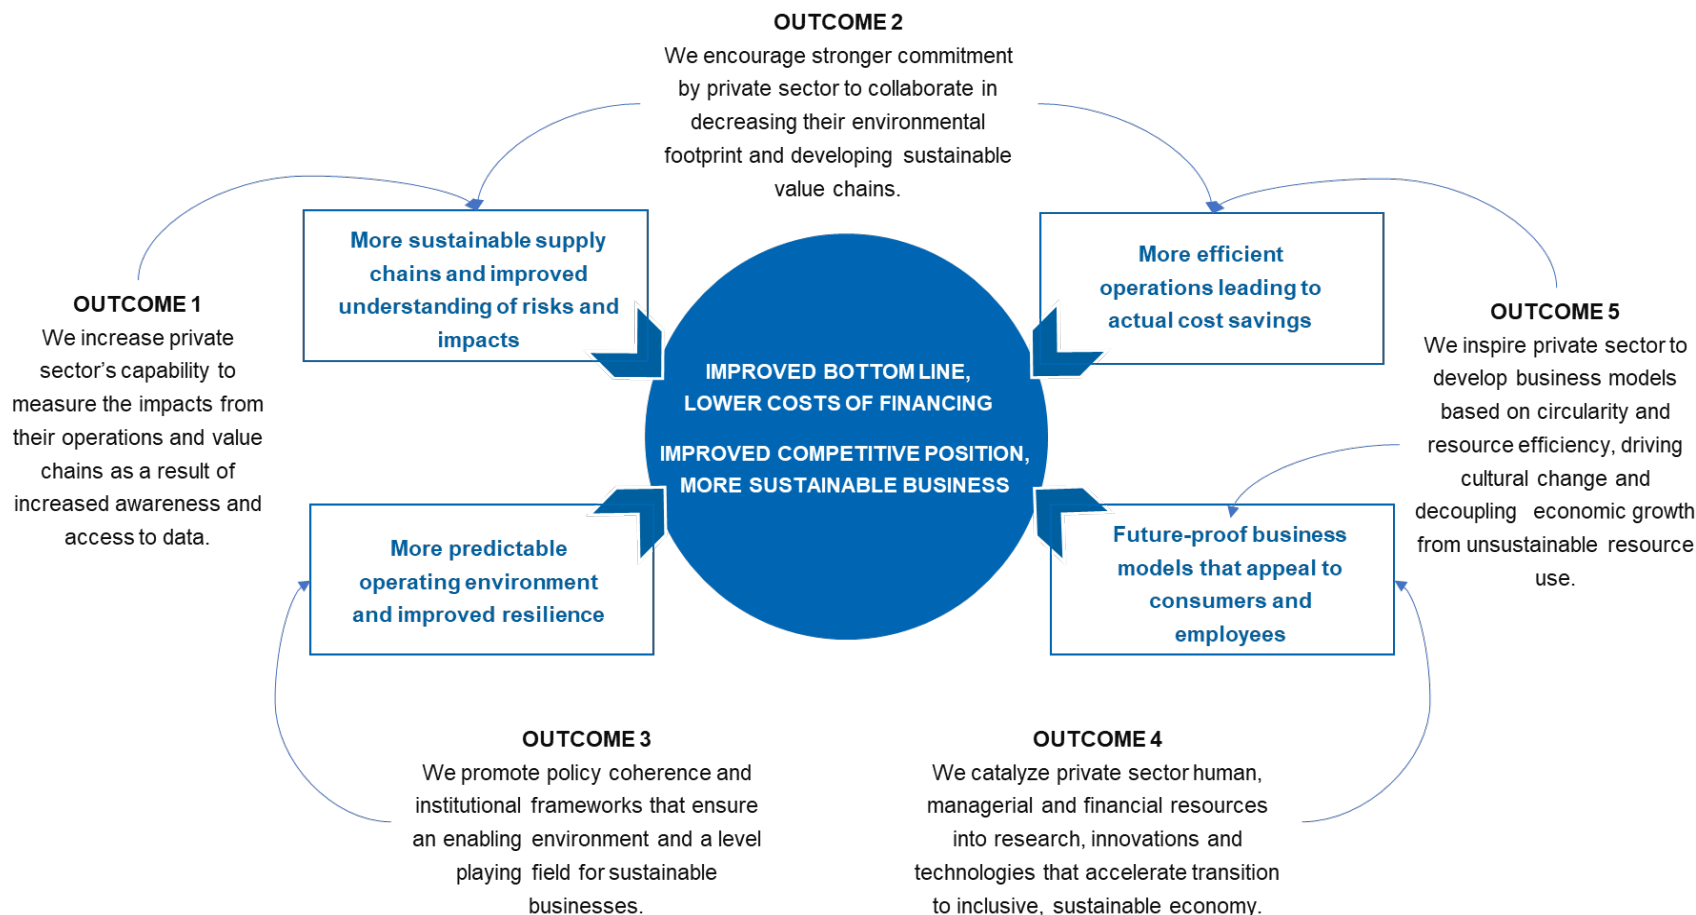 OUTCOME 2
We encourage stronger commitment
by private sector to collaborate in
decreasing their environmental
footprint and developing sustainable
value chains.
More sustainable supply
chains and improved
understanding of risks and
impacts
More efficient
operations leading to
actual cost savings
OUTCOME 1
We increase private
sector’s capability to
measure the impacts from
their operations and value
chains as a result of
increased awareness and
access to data.
IMPROVED BOTTOM LINE,
LOWER COSTS OF FINANCING
IMPROVED COMPETITIVE POSITION,
MORE SUSTAINABLE BUSINESS
OUTCOME 5
We inspire private sector to
develop business models
based on circularity and
resource efficiency, driving
cultural change and
decoupling economic growth
from unsustainable resource
use.
More predictable
operating environment
and improved resilience
Future-proof business
models that appeal to
consumers and
employees
OUTCOME 3
We promote policy coherence and
institutional frameworks that ensure
an enabling environment and a level
playing field for sustainable
businesses.
OUTCOME 4
We catalyze private sector human,
managerial and financial resources
into research, innovations and
technologies that accelerate transition
to inclusive, sustainable economy.